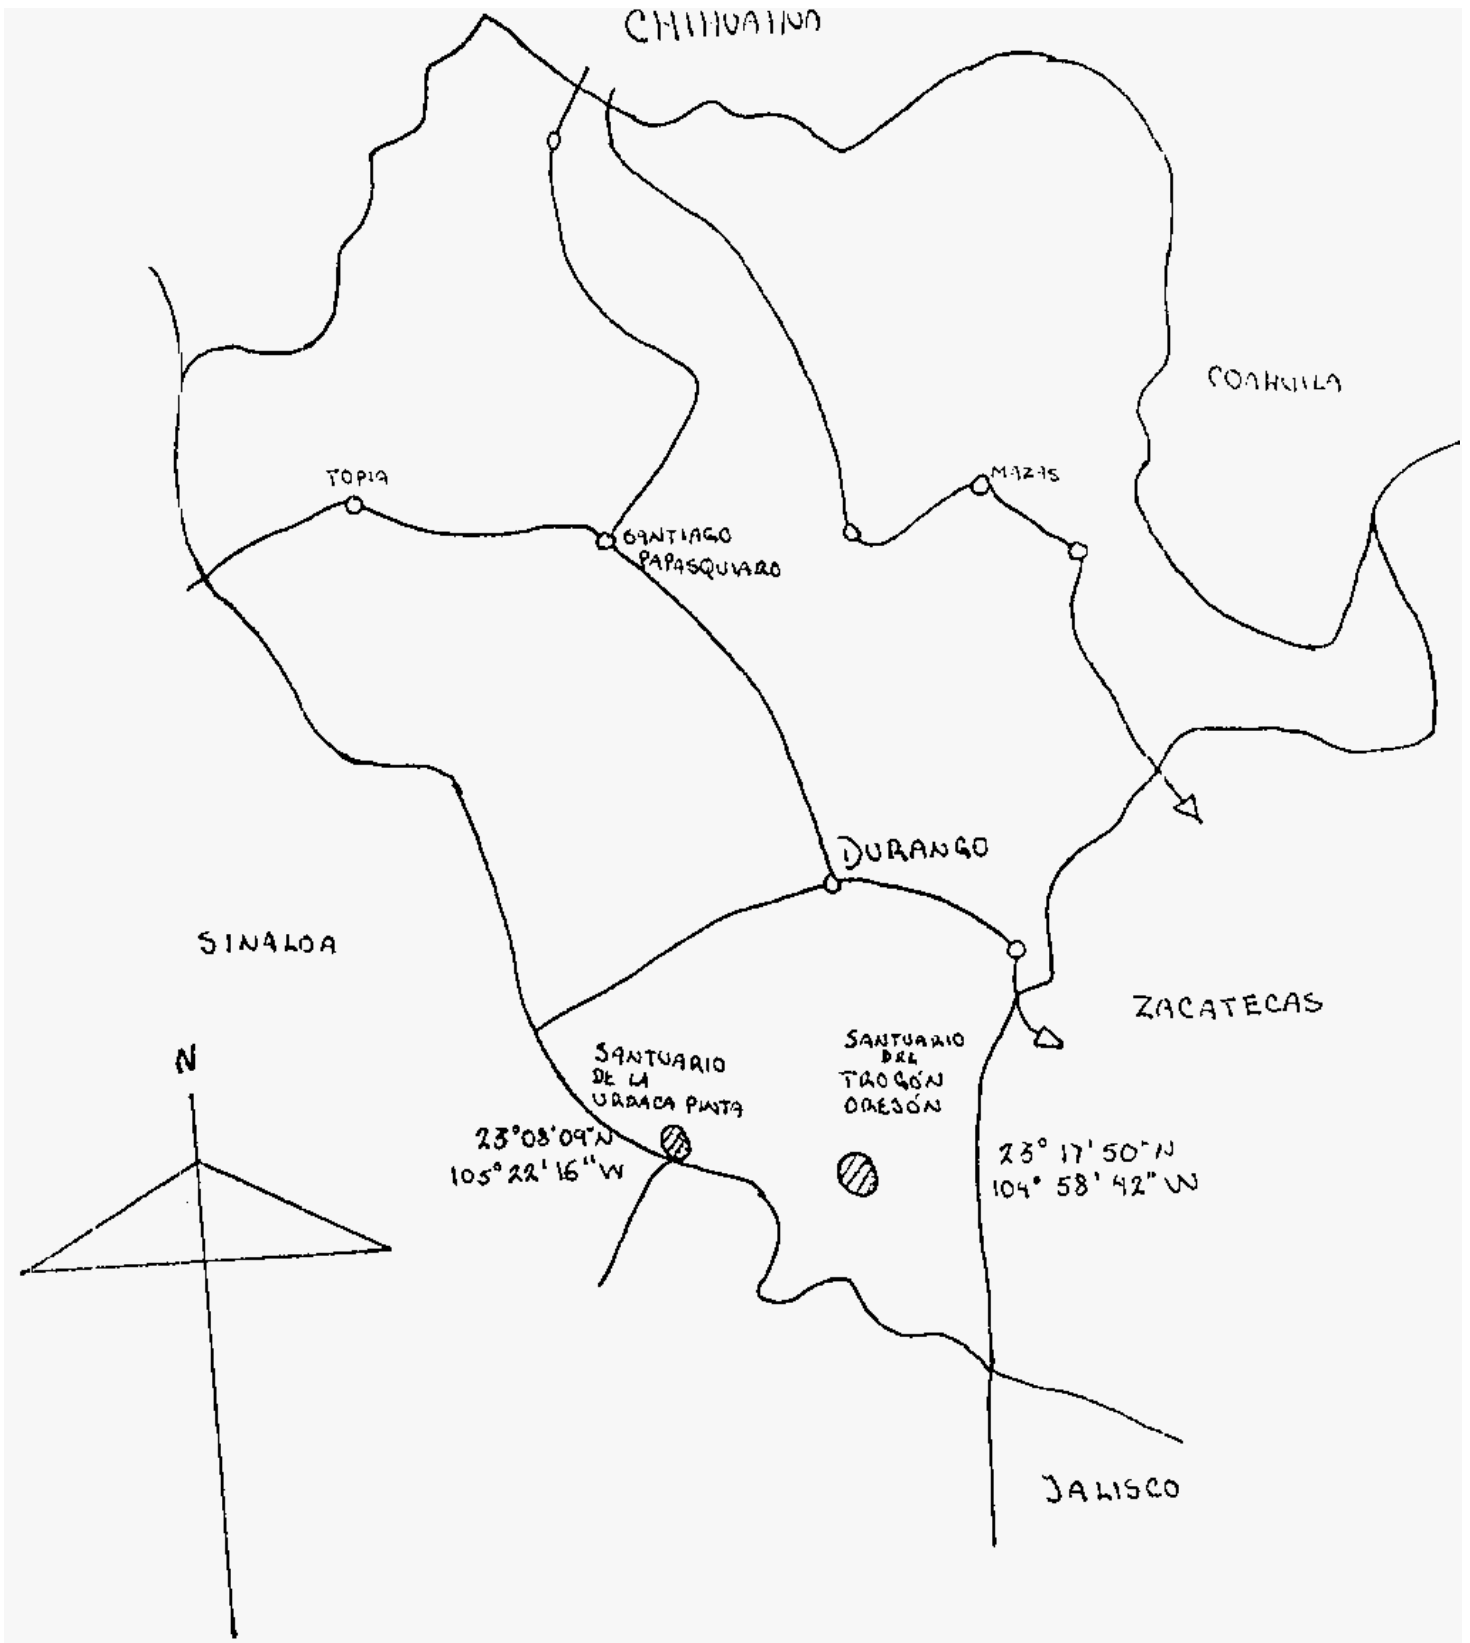 CHIHUAHUA
COAHUILA
TOPIA
MAZAS
SANTIAGO
PAPASQUIARO
DURANGO
SINALOA
ZACATECAS
N
SANTUARIO
DE LA
URRACA PINTA
23°08'09"N
105°22'16"W
SANTUARIO
DEL
TROGÓN
OREJÓN
23° 17' 50"N
104° 58' 42" W
JALISCO